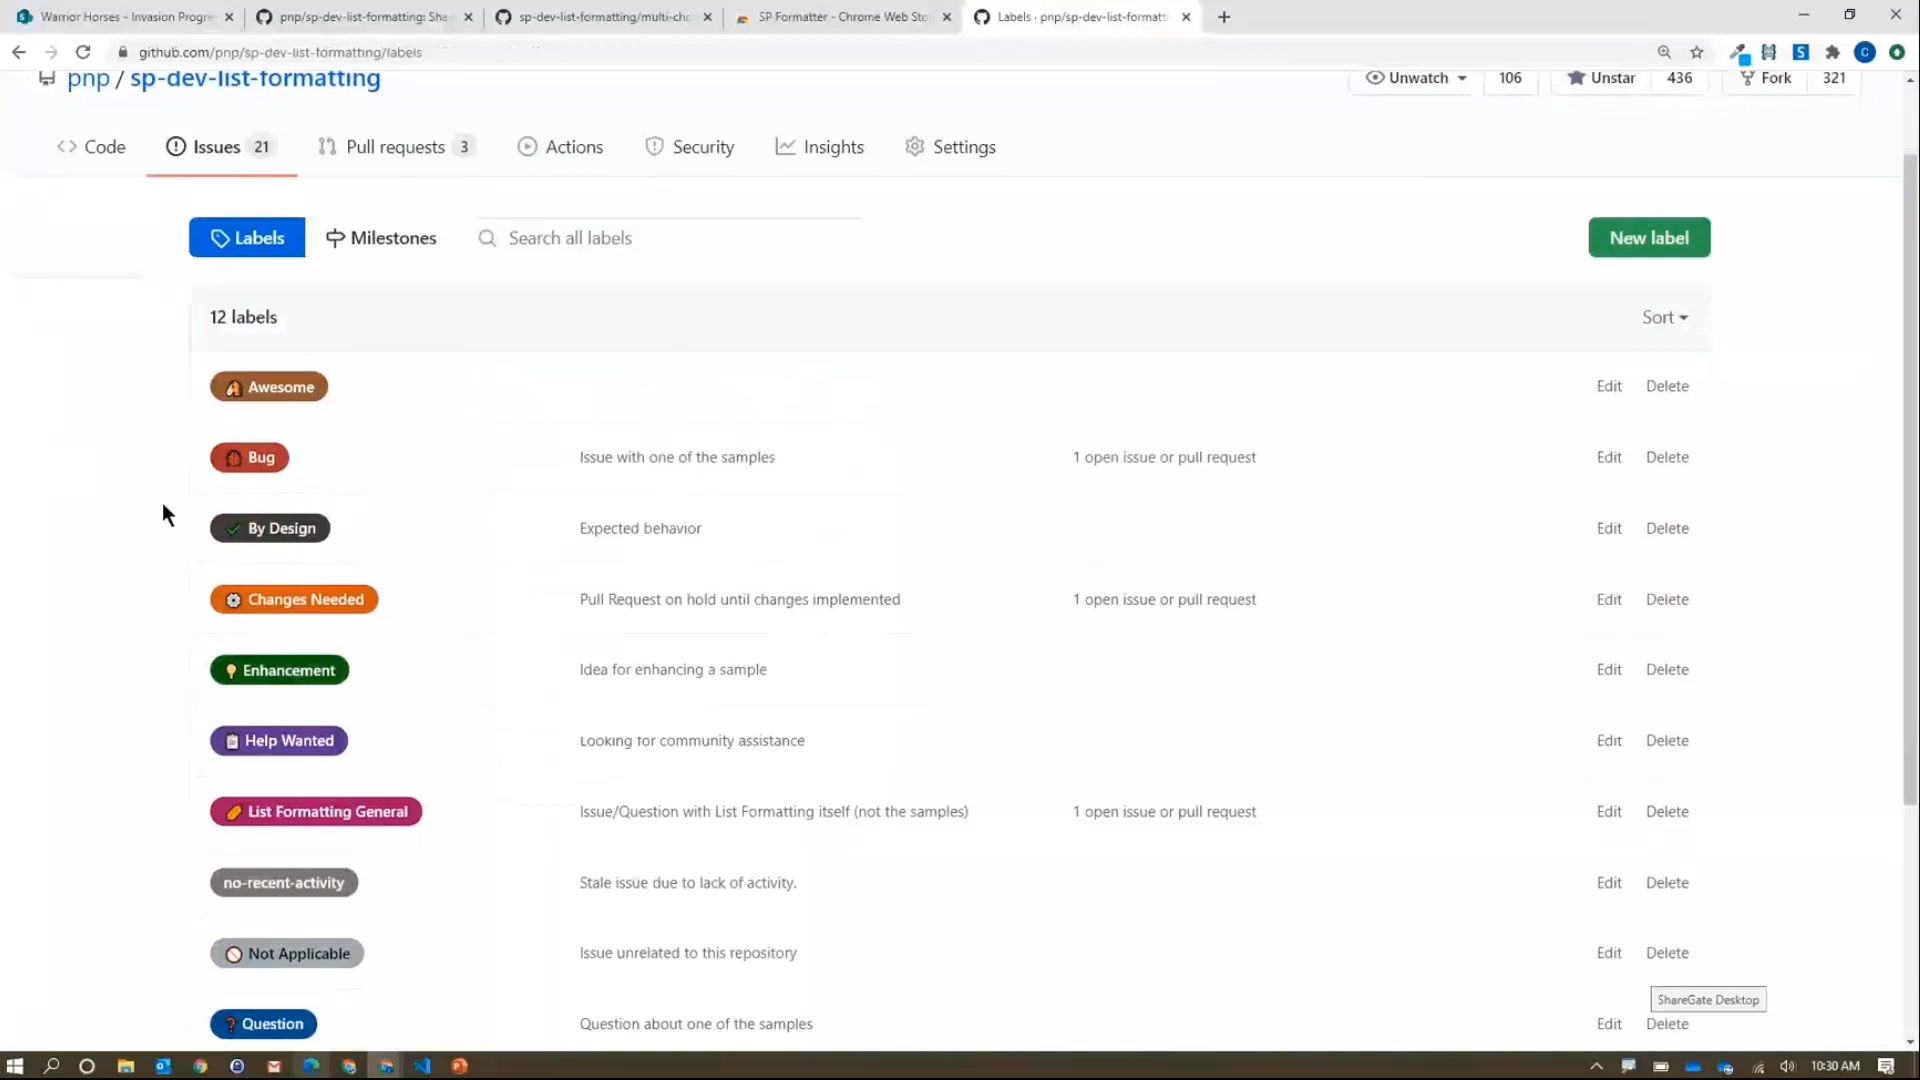 Warrior Horses - Invasion Progre
pnp/sp-dev-list-formatting: Sha
sp-dev-list-formatting/multi-cho
SP Formatter - Chrome Web Sto
Labels · pnp/sp-dev-list-formatti
github.com/pnp/sp-dev-list-formatting/labels
pnp / sp-dev-list-formatting
Unwatch 106 Unstar 436 Fork 321
Code Issues 21 Pull requests 3 Actions Security Insights Settings
Labels Milestones Search all labels New label
12 labels Sort
Awesome Edit Delete
Bug Issue with one of the samples 1 open issue or pull request Edit Delete
By Design Expected behavior Edit Delete
Changes Needed Pull Request on hold until changes implemented 1 open issue or pull request Edit Delete
Enhancement Idea for enhancing a sample Edit Delete
Help Wanted Looking for community assistance Edit Delete
List Formatting General Issue/Question with List Formatting itself (not the samples) 1 open issue or pull request Edit Delete
no-recent-activity Stale issue due to lack of activity. Edit Delete
Not Applicable Issue unrelated to this repository Edit Delete
ShareGate Desktop
Question Question about one of the samples Edit Delete
10:30 AM